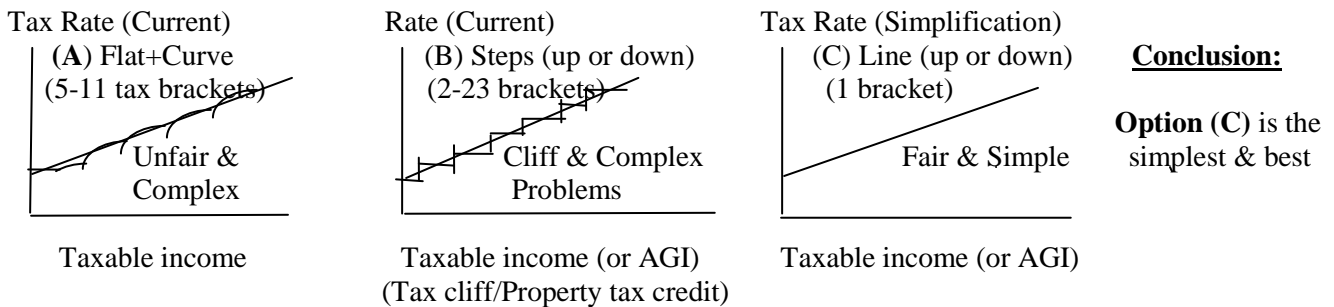 Tax Rate (Current)
(A) Flat+Curve
(5-11 tax brackets)
Unfair &
Complex
Taxable income
Rate (Current)
(B) Steps (up or down)
(2-23 brackets)
Cliff & Complex
Problems
Taxable income (or AGI)
(Tax cliff/Property tax credit)
Tax Rate (Simplification)
(C) Line (up or down)
(1 bracket)
Fair & Simple
Taxable income (or AGI)
Conclusion:
Option (C) is the
simplest & best